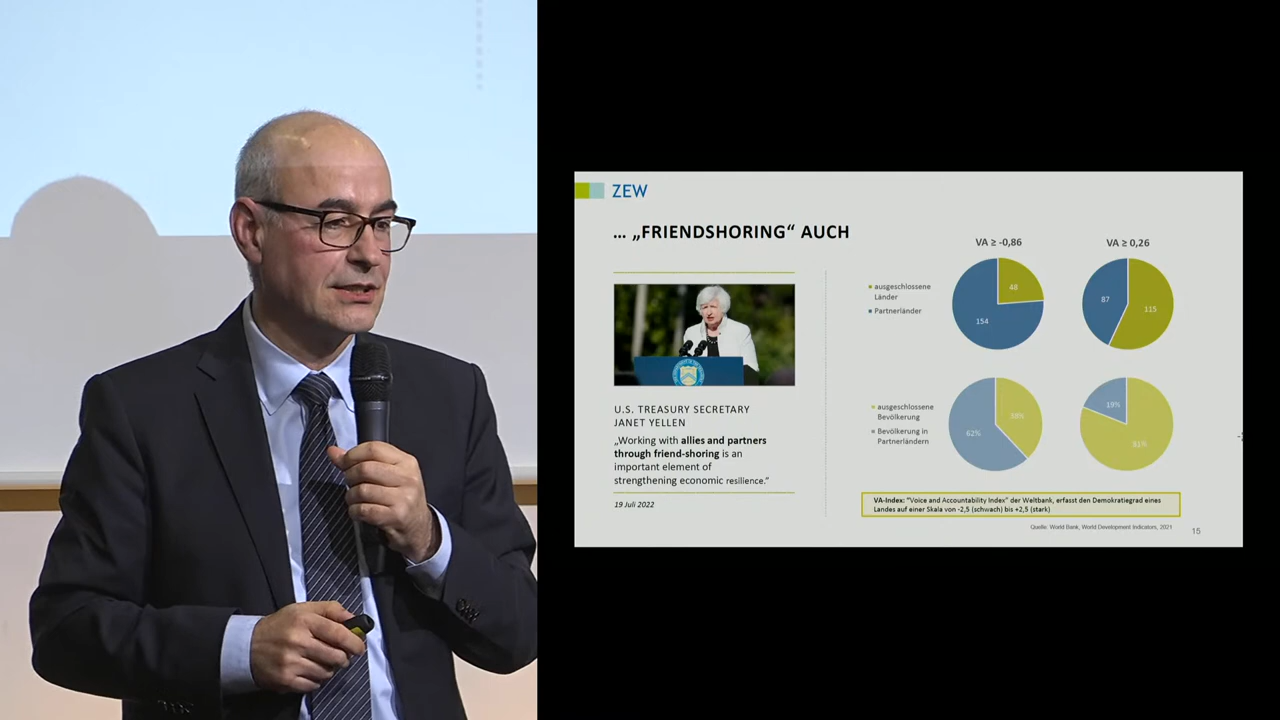 ZEW
... „FRIENDSHORING“ AUCH
U.S. TREASURY SECRETARY
JANET YELLEN
„Working with allies and partners
through friend-shoring is an
important element of
strengthening economic resilience.“
19 Juli 2022
VA ≥ -0,86
VA ≥ 0,26
ausgeschlossene
Länder
Partnerländer
48
154
87
115
ausgeschlossene
Bevölkerung
Bevölkerung in
Partnerländern
38%
62%
19%
81%
VA-Index: "Voice and Accountability Index" der Weltbank, erfasst den Demokratiegrad eines
Landes auf einer Skala von -2,5 (schwach) bis +2,5 (stark)
Quelle: World Bank, World Development Indicators, 2021
15